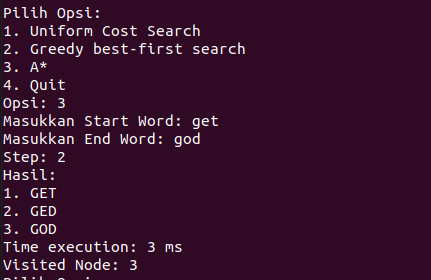 Pilih Opsi:
1. Uniform Cost Search
2. Greedy best-first search
3. A*
4. Quit
Opsi: 3
Masukkan Start Word: get
Masukkan End Word: god
Step: 2
Hasil:
1. GET
2. GED
3. GOD
Time execution: 3 ms
Visited Node: 3
Pilih Opsi: